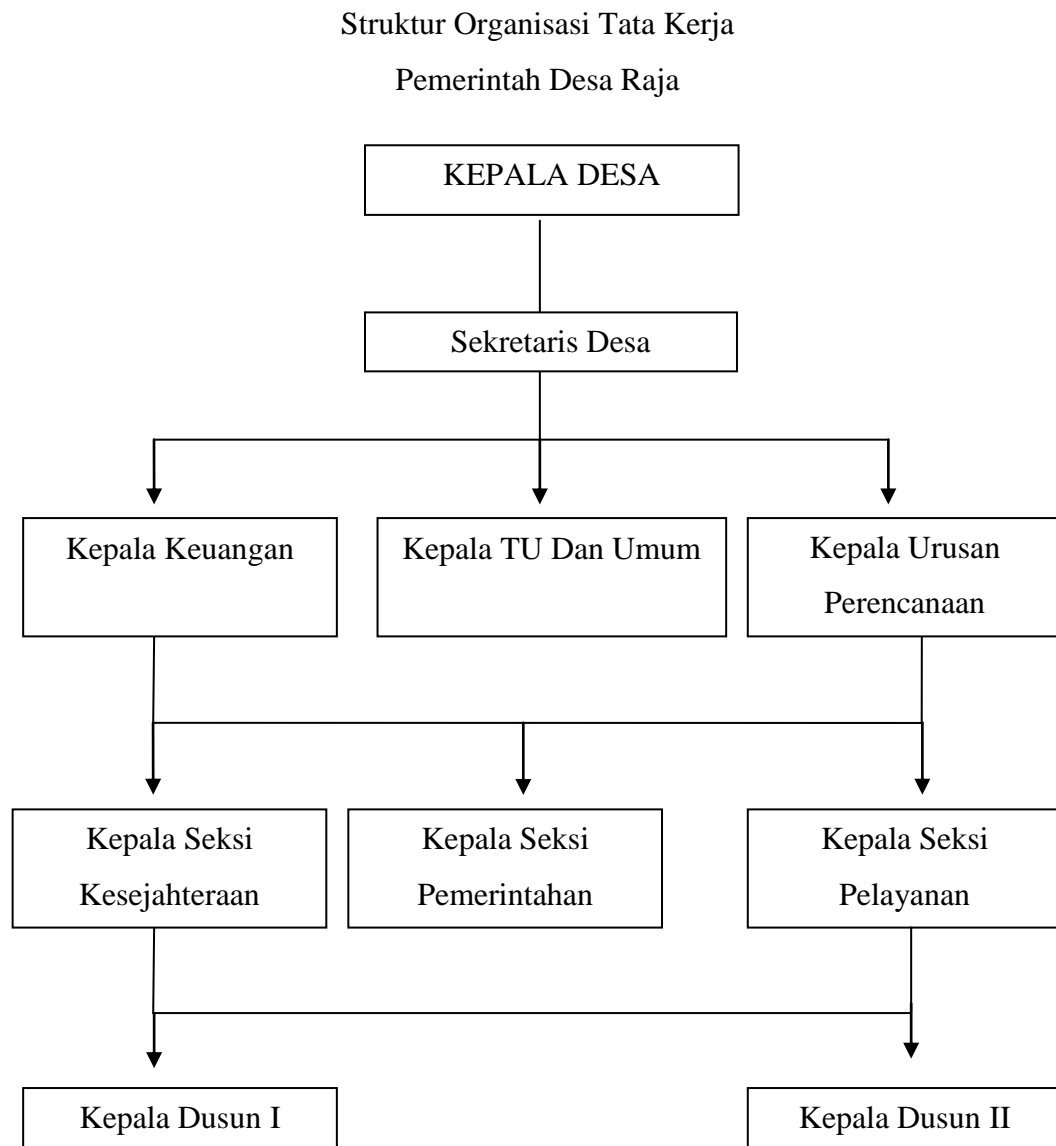 Struktur Organisasi Tata Kerja
Pemerintah Desa Raja
KEPALA DESA
Sekretaris Desa
Kepala Keuangan
Kepala TU Dan Umum
Kepala Urusan
Perencanaan
Kepala Seksi
Kesejahteraan
Kepala Seksi
Pemerintahan
Kepala Seksi
Pelayanan
Kepala Dusun I
Kepala Dusun II